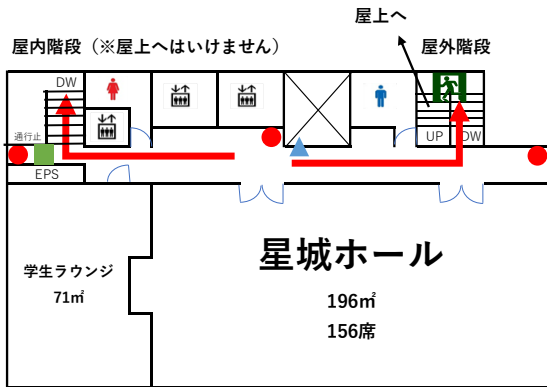 屋上へ
屋内階段（※屋上へはいけません）
屋外階段
DW
UP
DW
通行止
EPS
学生ラウンジ
71㎡
星城ホール
196㎡
156席